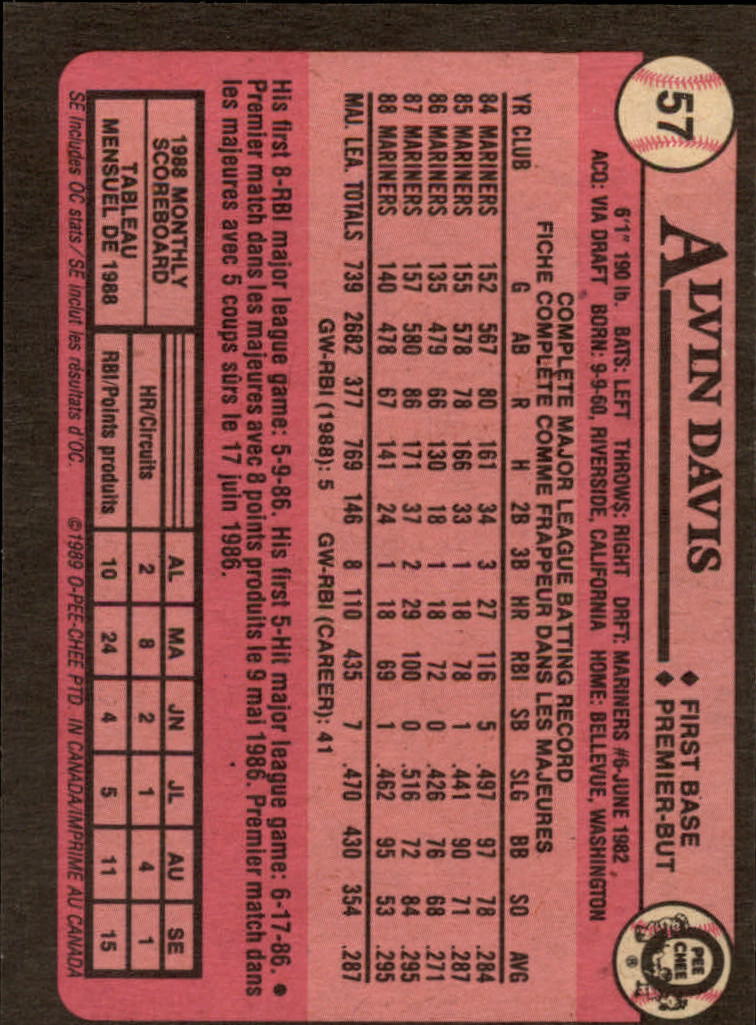 57
ALVIN DAVIS
♦ FIRST BASE
♦ PREMIER-BUT
O
PEE
CHEE
®
6'1" 190 lb. BATS: LEFT THROWS: RIGHT DRFT: MARINERS #6-JUNE 1982
ACQ: VIA DRAFT BORN: 9-9-60, RIVERSIDE, CALIFORNIA HOME: BELLEVUE, WASHINGTON
COMPLETE MAJOR LEAGUE BATTING RECORD
FICHE COMPLÈTE COMME FRAPPEUR DANS LES MAJEURES
YR CLUB G AB R H 2B 3B HR RBI SB SLG BB SO AVG
84 MARINERS 152 567 80 161 34 3 27 116 5 .497 97 78 .284
85 MARINERS 155 578 78 166 33 1 18 78 1 .441 90 71 .287
86 MARINERS 135 479 66 130 18 1 18 72 0 .426 76 68 .271
87 MARINERS 157 580 86 171 37 2 29 100 0 .516 72 84 .295
88 MARINERS 140 478 67 141 24 1 18 69 1 .462 95 53 .295
MAJ. LEA. TOTALS 739 2682 377 769 146 8 110 435 7 .470 430 354 .287
GW-RBI (1988): 5 GW-RBI (CAREER): 41
His first 8-RBI major league game: 5-9-86. His first 5-Hit major league game: 6-17-86. ●
Premier match dans les majeures avec 8 points produits le 9 mai 1986. Premier match dans
les majeures avec 5 coups sûrs le 17 juin 1986.
1988 MONTHLY
SCOREBOARD
TABLEAU
MENSUEL DE 1988
AL MA JN JL AU SE
HR/Circuits 2 8 2 1 4 1
RBI/Points produits 10 24 4 5 11 15
SE includes OC stats/SE inclut les résultats d'OC. ©1989 O-PEE-CHEE PTD. IN CANADA/IMPRIMÉ AU CANADA